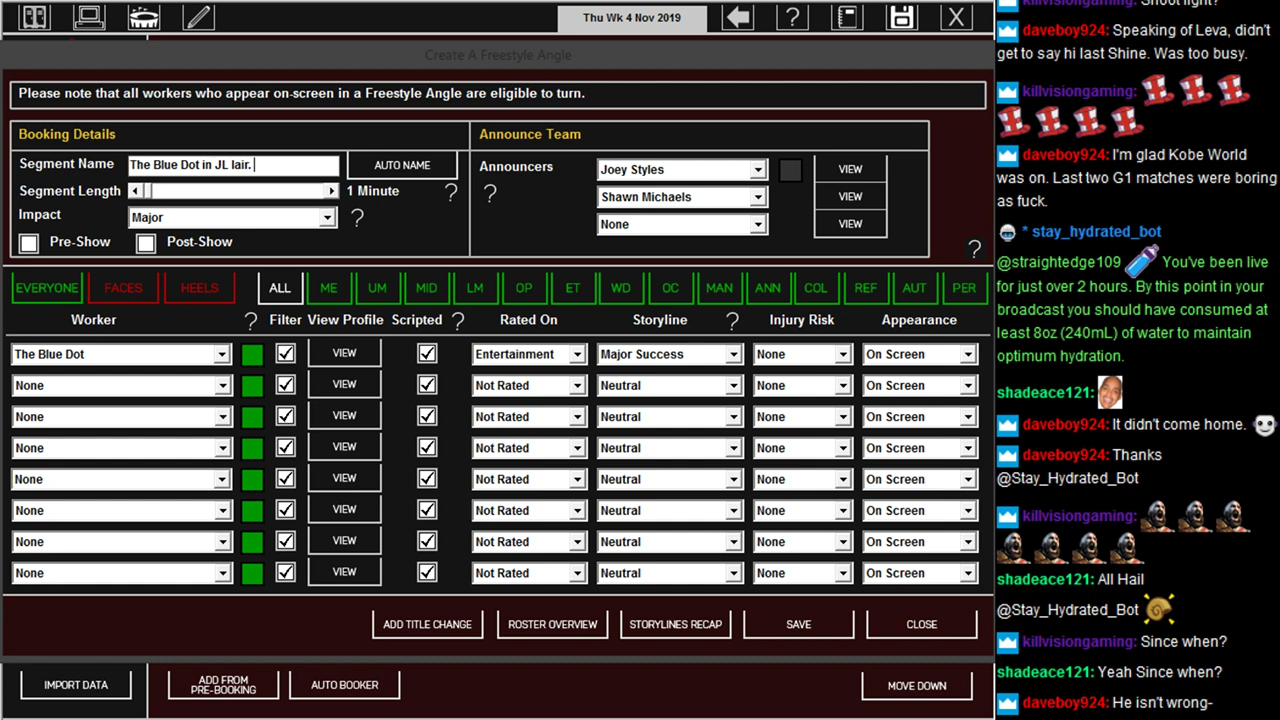 Thu Wk 4 Nov 2019
Create A Freestyle Angle
Please note that all workers who appear on-screen in a Freestyle Angle are eligible to turn.
Booking Details
Segment Name The Blue Dot in JL lair. AUTO NAME
Segment Length 1 Minute ?
Impact Major ?
Pre-Show Post-Show
Announce Team
Announcers Joey Styles VIEW
? Shawn Michaels VIEW
None VIEW
?
EVERYONE FACES HEELS ALL ME UM MID LM OP ET WD OC MAN ANN COL REF AUT PER
Worker ? Filter View Profile Scripted ? Rated On Storyline ? Injury Risk Appearance
The Blue Dot VIEW Entertainment Major Success None On Screen
None VIEW Not Rated Neutral None On Screen
None VIEW Not Rated Neutral None On Screen
None VIEW Not Rated Neutral None On Screen
None VIEW Not Rated Neutral None On Screen
None VIEW Not Rated Neutral None On Screen
None VIEW Not Rated Neutral None On Screen
None VIEW Not Rated Neutral None On Screen
ADD TITLE CHANGE ROSTER OVERVIEW STORYLINES RECAP SAVE CLOSE
IMPORT DATA ADD FROM PRE-BOOKING AUTO BOOKER MOVE DOWN
killvisiongaming: Shoot fight?
daveboy924: Speaking of Leva, didn't
get to say hi last Shine. Was too busy.
killvisiongaming:
daveboy924: I'm glad Kobe World
was on. Last two G1 matches were boring
as fuck.
* stay_hydrated_bot
@straightedge109 You've been live
for just over 2 hours. By this point in your
broadcast you should have consumed at
least 8oz (240mL) of water to maintain
optimum hydration.
shadeace121:
daveboy924: It didn't come home.
daveboy924: Thanks
@Stay_Hydrated_Bot
killvisiongaming:
shadeace121: All Hail
@Stay_Hydrated_Bot
killvisiongaming: Since when?
shadeace121: Yeah Since when?
daveboy924: He isn't wrong-